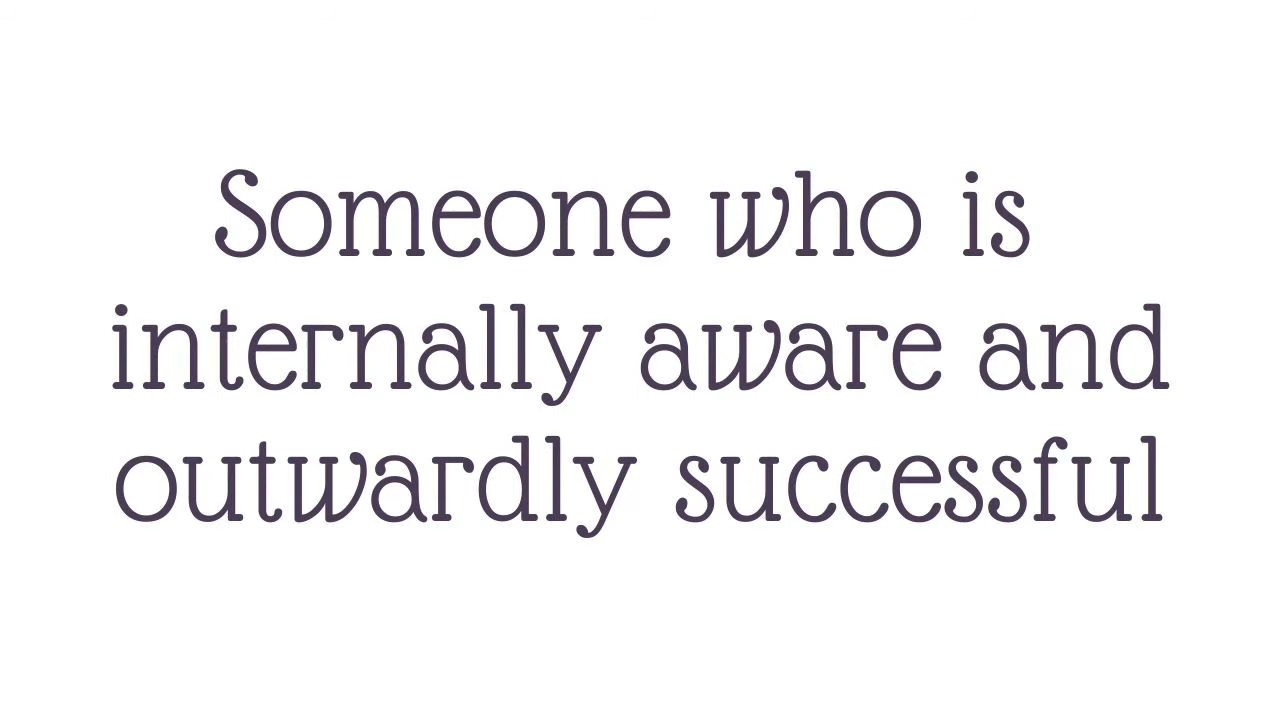 Someone who is
internally aware and
outwardly successful